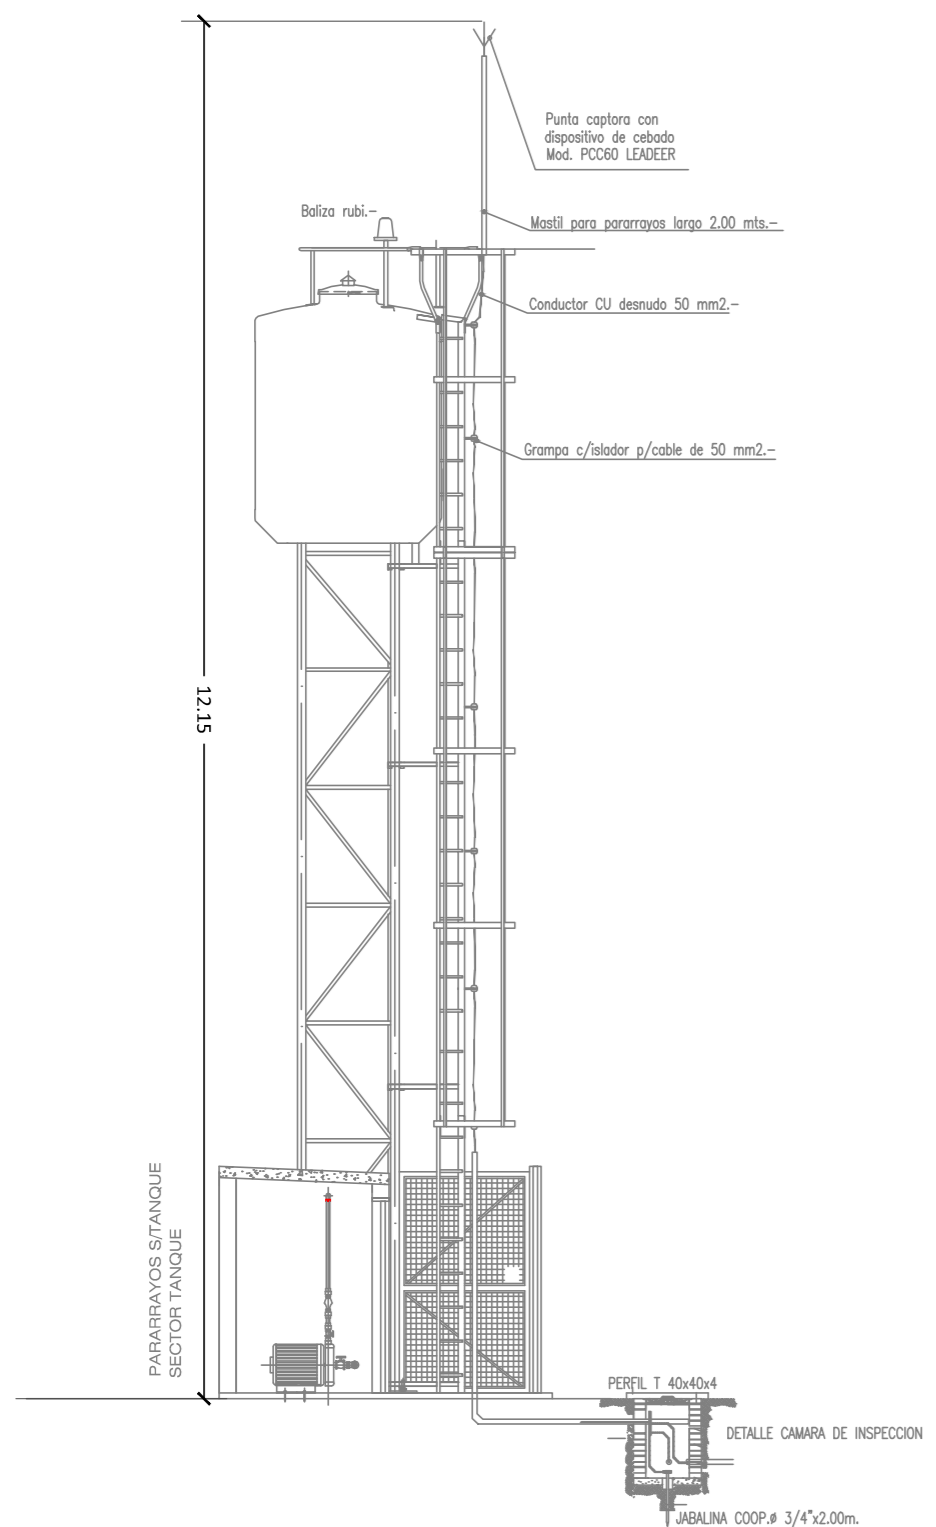 Punta captora con
dispositivo de cebado
Mod. PCC60 LEADEER
Baliza rubi.-
Mastil para pararrayos largo 2.00 mts.-
Conductor CU desnudo 50 mm2.-
Grampa c/islador p/cable de 50 mm2.-
12.15
PARARRAYOS S/TANQUE
SECTOR TANQUE
PERFIL T 40x40x4
DETALLE CAMARA DE INSPECCION
JABALINA COOP.ø 3/4"x2.00m.